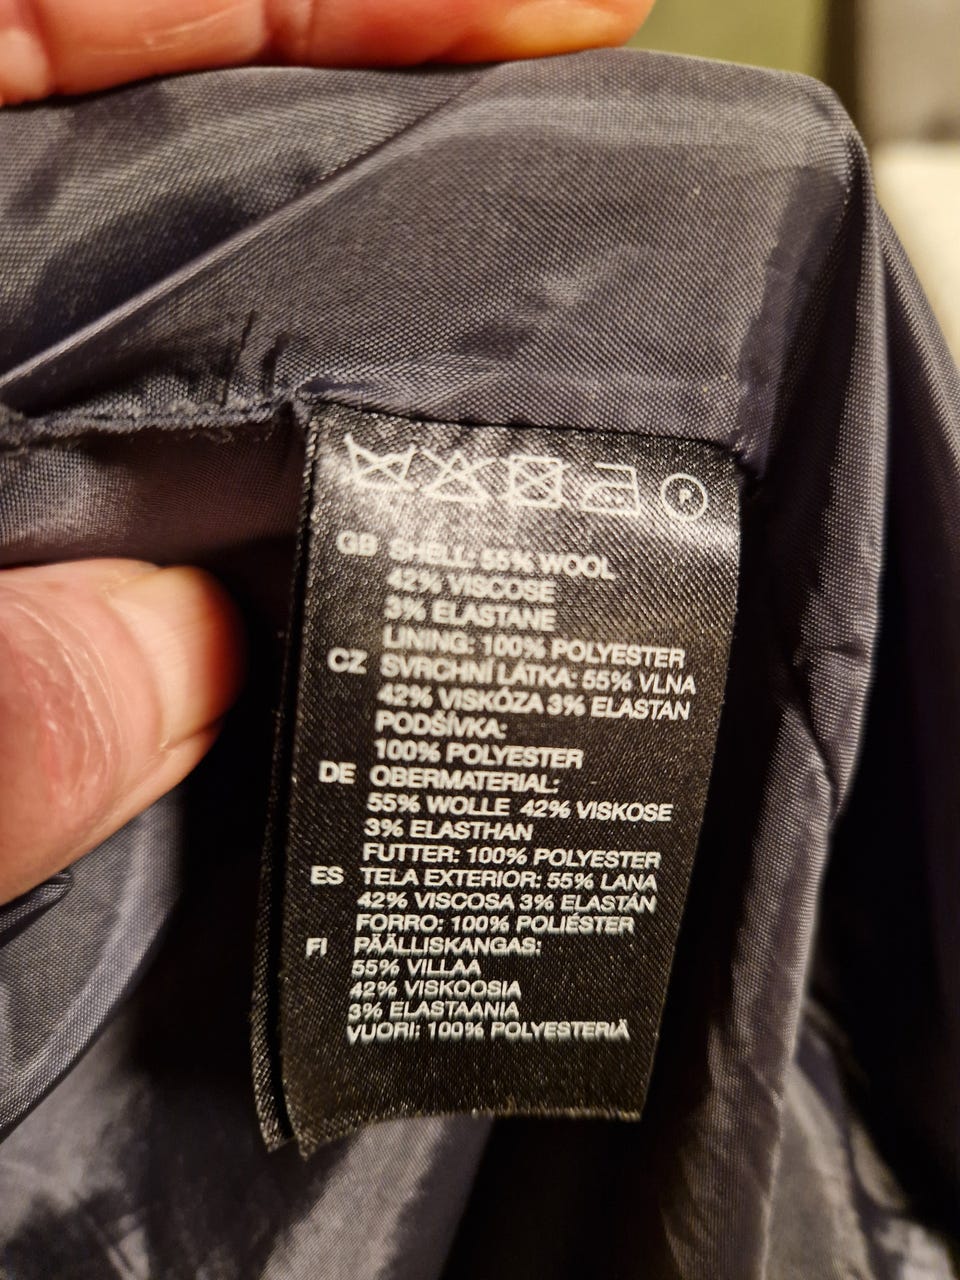 P
GB SHELL: 55% WOOL
42% VISCOSE
3% ELASTANE
LINING: 100% POLYESTER
CZ SVRCHNÍ LÁTKA: 55% VLNA
42% VISKÓZA 3% ELASTAN
PODŠÍVKA:
100% POLYESTER
DE OBERMATERIAL:
55% WOLLE 42% VISKOSE
3% ELASTHAN
FUTTER: 100% POLYESTER
ES TELA EXTERIOR: 55% LANA
42% VISCOSA 3% ELASTÁN
FORRO: 100% POLIÉSTER
FI PÄÄLLISKANGAS:
55% VILLAA
42% VISKOOSIA
3% ELASTAANIA
VUORI: 100% POLYESTERIÄ